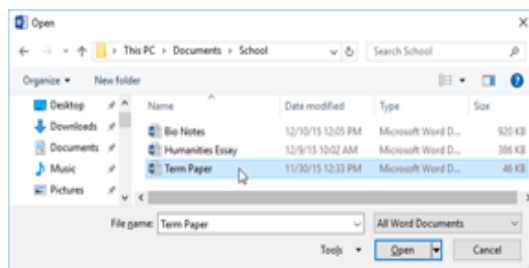 Open
This PC > Documents > School
Search School
Organize
New folder
Name
Date modified
Type
Size
Desktop
Downloads
Documents
Music
Pictures
Bio Notes 12/10/15 12:05 PM Microsoft Word D... 920 KB
Humanities Essay 12/9/15 10:02 AM Microsoft Word D... 386 KB
Term Paper 11/30/15 12:33 PM Microsoft Word D... 46 KB
File name: Term Paper
All Word Documents
Tools
Open
Cancel